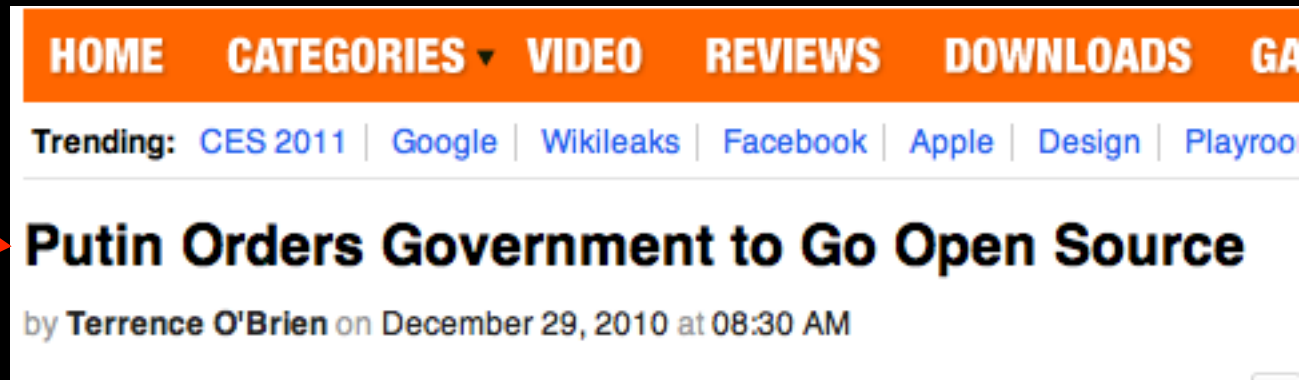 HOME CATEGORIES VIDEO REVIEWS DOWNLOADS
Trending: CES 2011 Google Wikileaks Facebook Apple Design
Putin Orders Government to Go Open Source
by Terrence O'Brien on December 29, 2010 at 08:30 AM